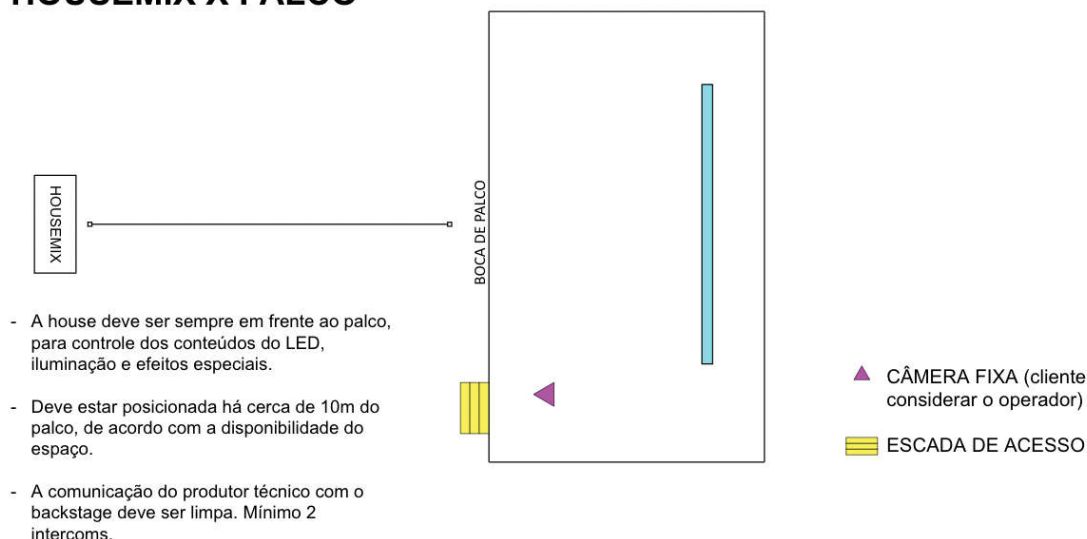 HOUSEMIX X PALCO
HOUSEMIX
BOCA DE PALCO
- A house deve ser sempre em frente ao palco,
para controle dos conteúdos do LED,
iluminação e efeitos especiais.
- Deve estar posicionada há cerca de 10m do
palco, de acordo com a disponibilidade do
espaço.
- A comunicação do produtor técnico com o
backstage deve ser limpa. Mínimo 2
intercoms.
CÂMERA FIXA (cliente
considerar o operador)
ESCADA DE ACESSO